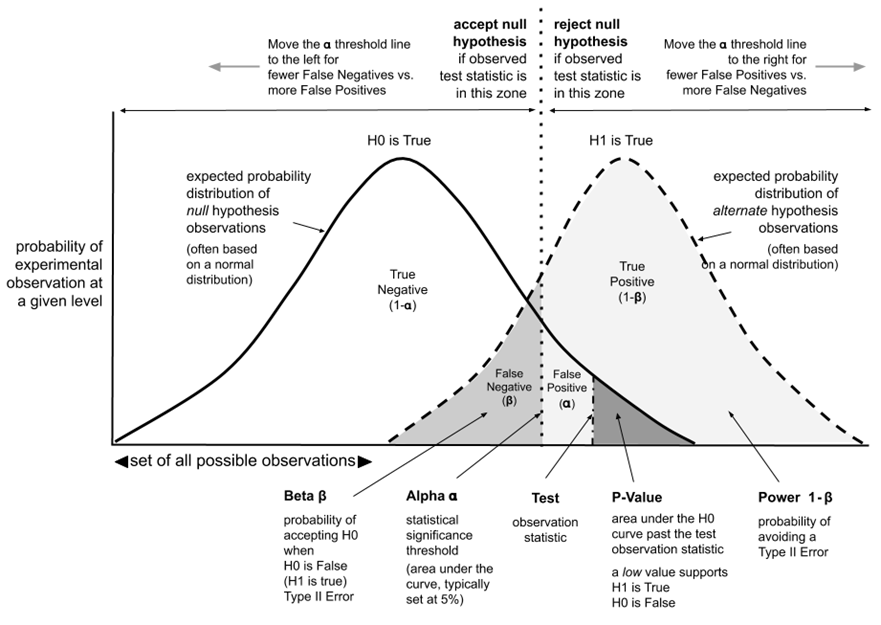 accept null
hypothesis
if observed
test statistic is
in this zone
reject null
hypothesis
if observed
test statistic is
in this zone
Move the α threshold line
to the left for
fewer False Negatives vs.
more False Positives
Move the α threshold line
to the right for
fewer False Positives vs.
more False Negatives
H0 is True
H1 is True
expected probability
distribution of
null hypothesis
observations
(often based
on a normal
distribution)
expected probability
distribution of
alternate hypothesis
observations
(often based
on a normal distribution)
probability of
experimental
observation at
a given level
True
Negative
(1-α)
True
Positive
(1-β)
False
Negative
(β)
False
Positive
(α)
set of all possible observations
Beta β
probability of
accepting H0
when
H0 is False
(H1 is true)
Type II Error
Alpha α
statistical
significance
threshold
(area under the
curve, typically
set at 5%)
Test
observation
statistic
P-Value
area under the H0
curve past the test
observation statistic
a low value supports
H1 is True
H0 is False
Power 1-β
probability of
avoiding a
Type II Error